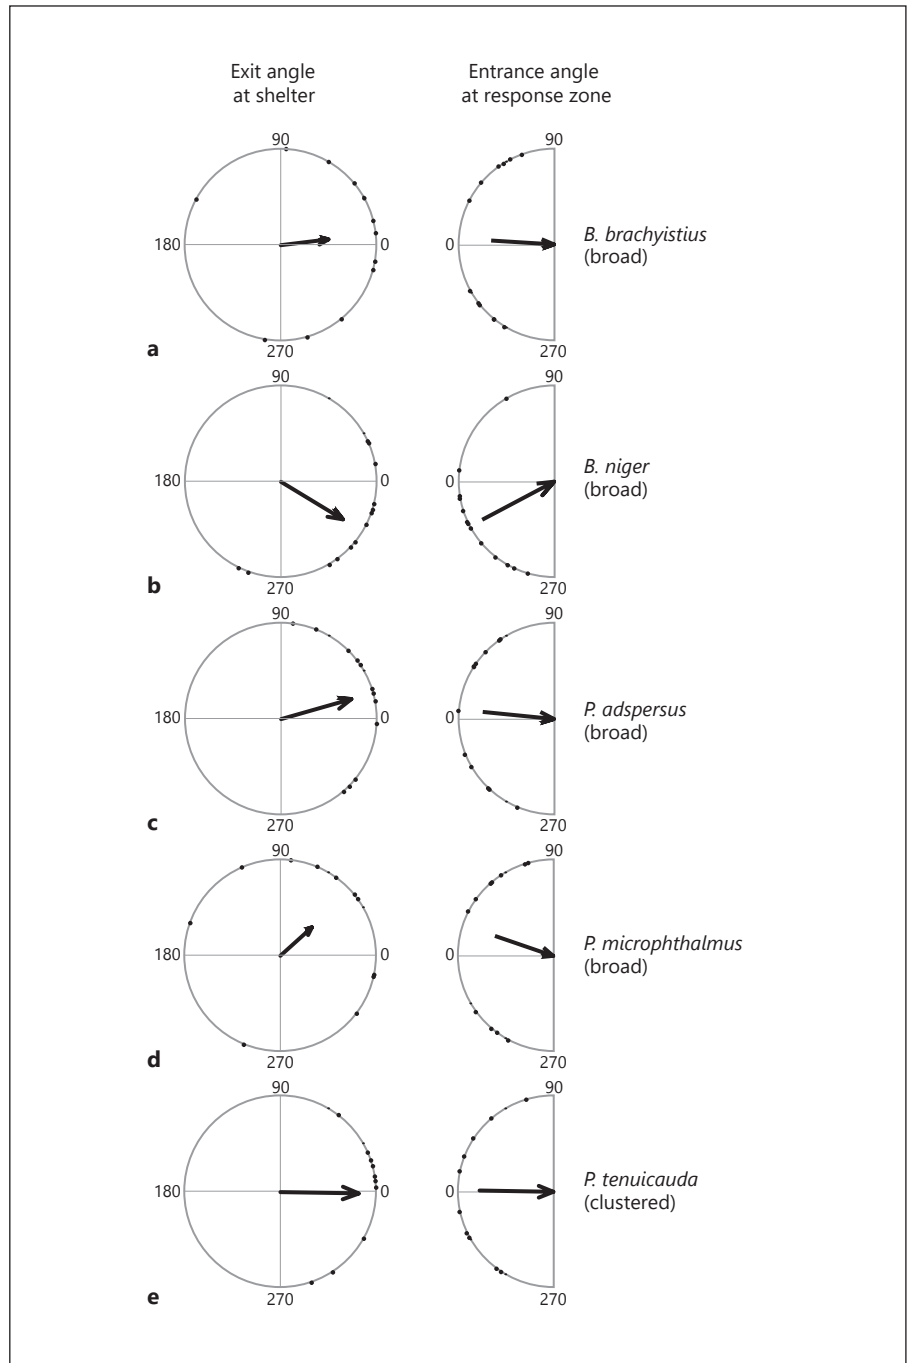 Exit angle
at shelter
Entrance angle
at response zone
90
180
0
270
90
0
270
B. brachyistius
(broad)
a
90
180
0
270
90
0
270
B. niger
(broad)
b
90
180
0
270
90
0
270
P. adspersus
(broad)
c
90
180
0
270
90
0
270
P. microphthalmus
(broad)
d
90
180
0
270
90
0
270
P. tenuicauda
(clustered)
e